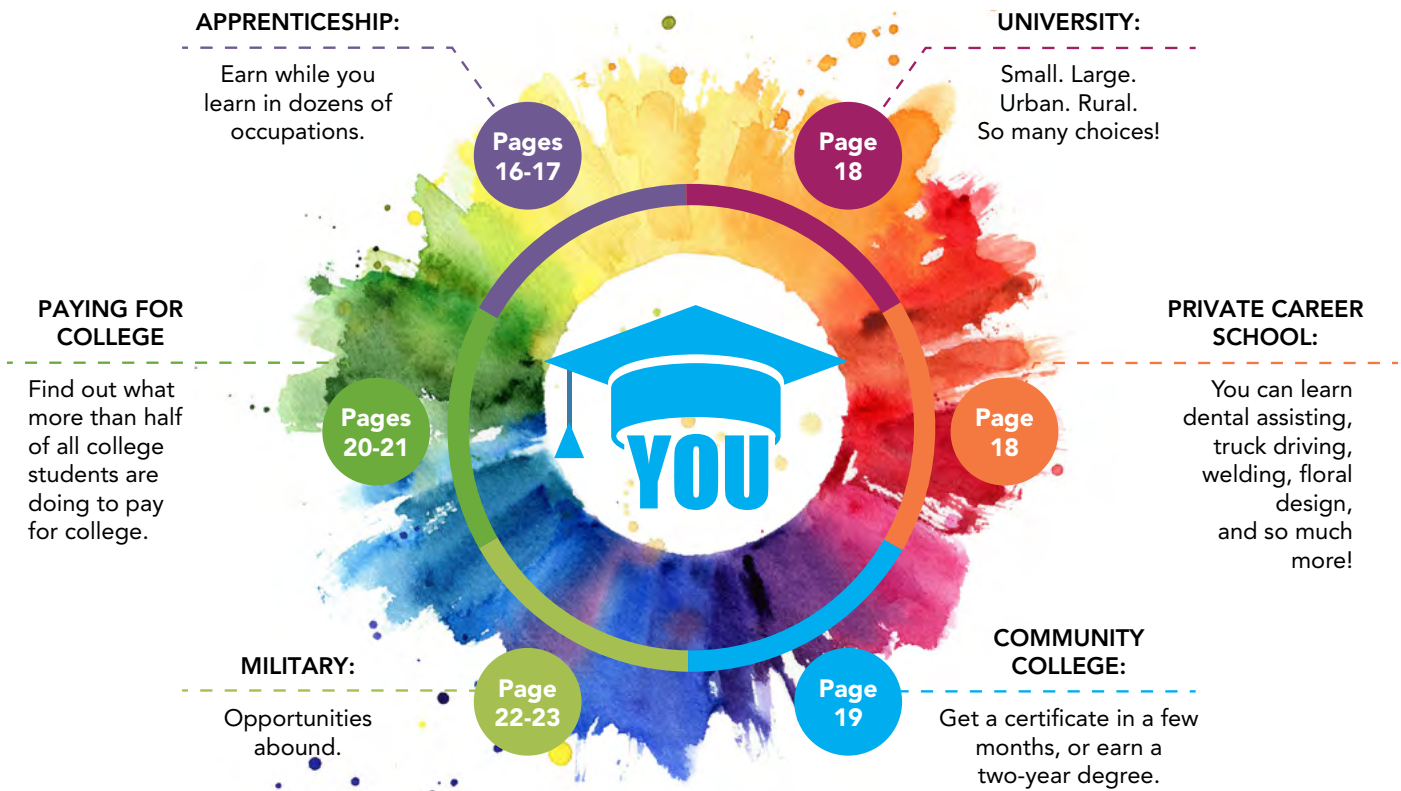 APPRENTICESHIP:
Earn while you
learn in dozens of
occupations.
Pages
16-17
UNIVERSITY:
Small. Large.
Urban. Rural.
So many choices!
Page
18
PAYING FOR
COLLEGE
Find out what
more than half
of all college
students are
doing to pay
for college.
Pages
20-21
YOU
PRIVATE CAREER
SCHOOL:
You can learn
dental assisting,
truck driving,
welding, floral
design,
and so much
more!
Page
18
MILITARY:
Opportunities
abound.
Page
22-23
COMMUNITY
COLLEGE:
Get a certificate in a few
months, or earn a
two-year degree.
Page
19